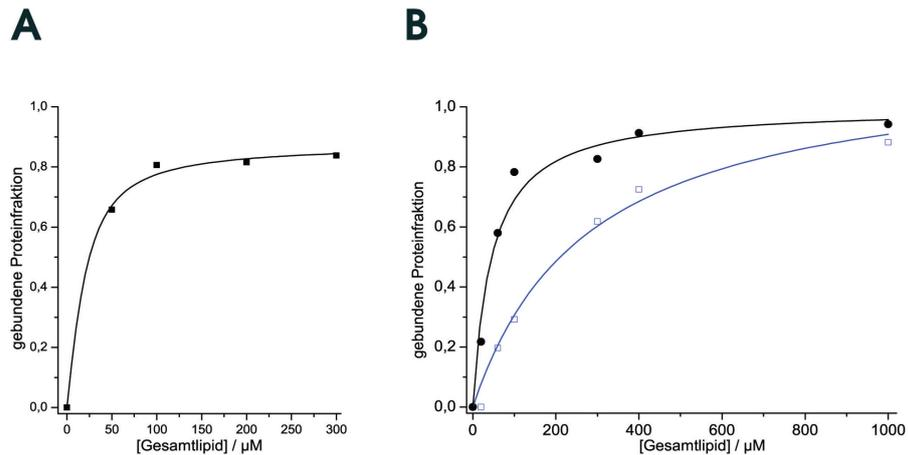 A
B
gebundene Proteinfraktion
1,0
0,8
0,6
0,4
0,2
0,0
0 50 100 150 200 250 300
[Gesamtlipid] / µM
gebundene Proteinfraktion
1,0
0,8
0,6
0,4
0,2
0,0
0 200 400 600 800 1000
[Gesamtlipid] / µM